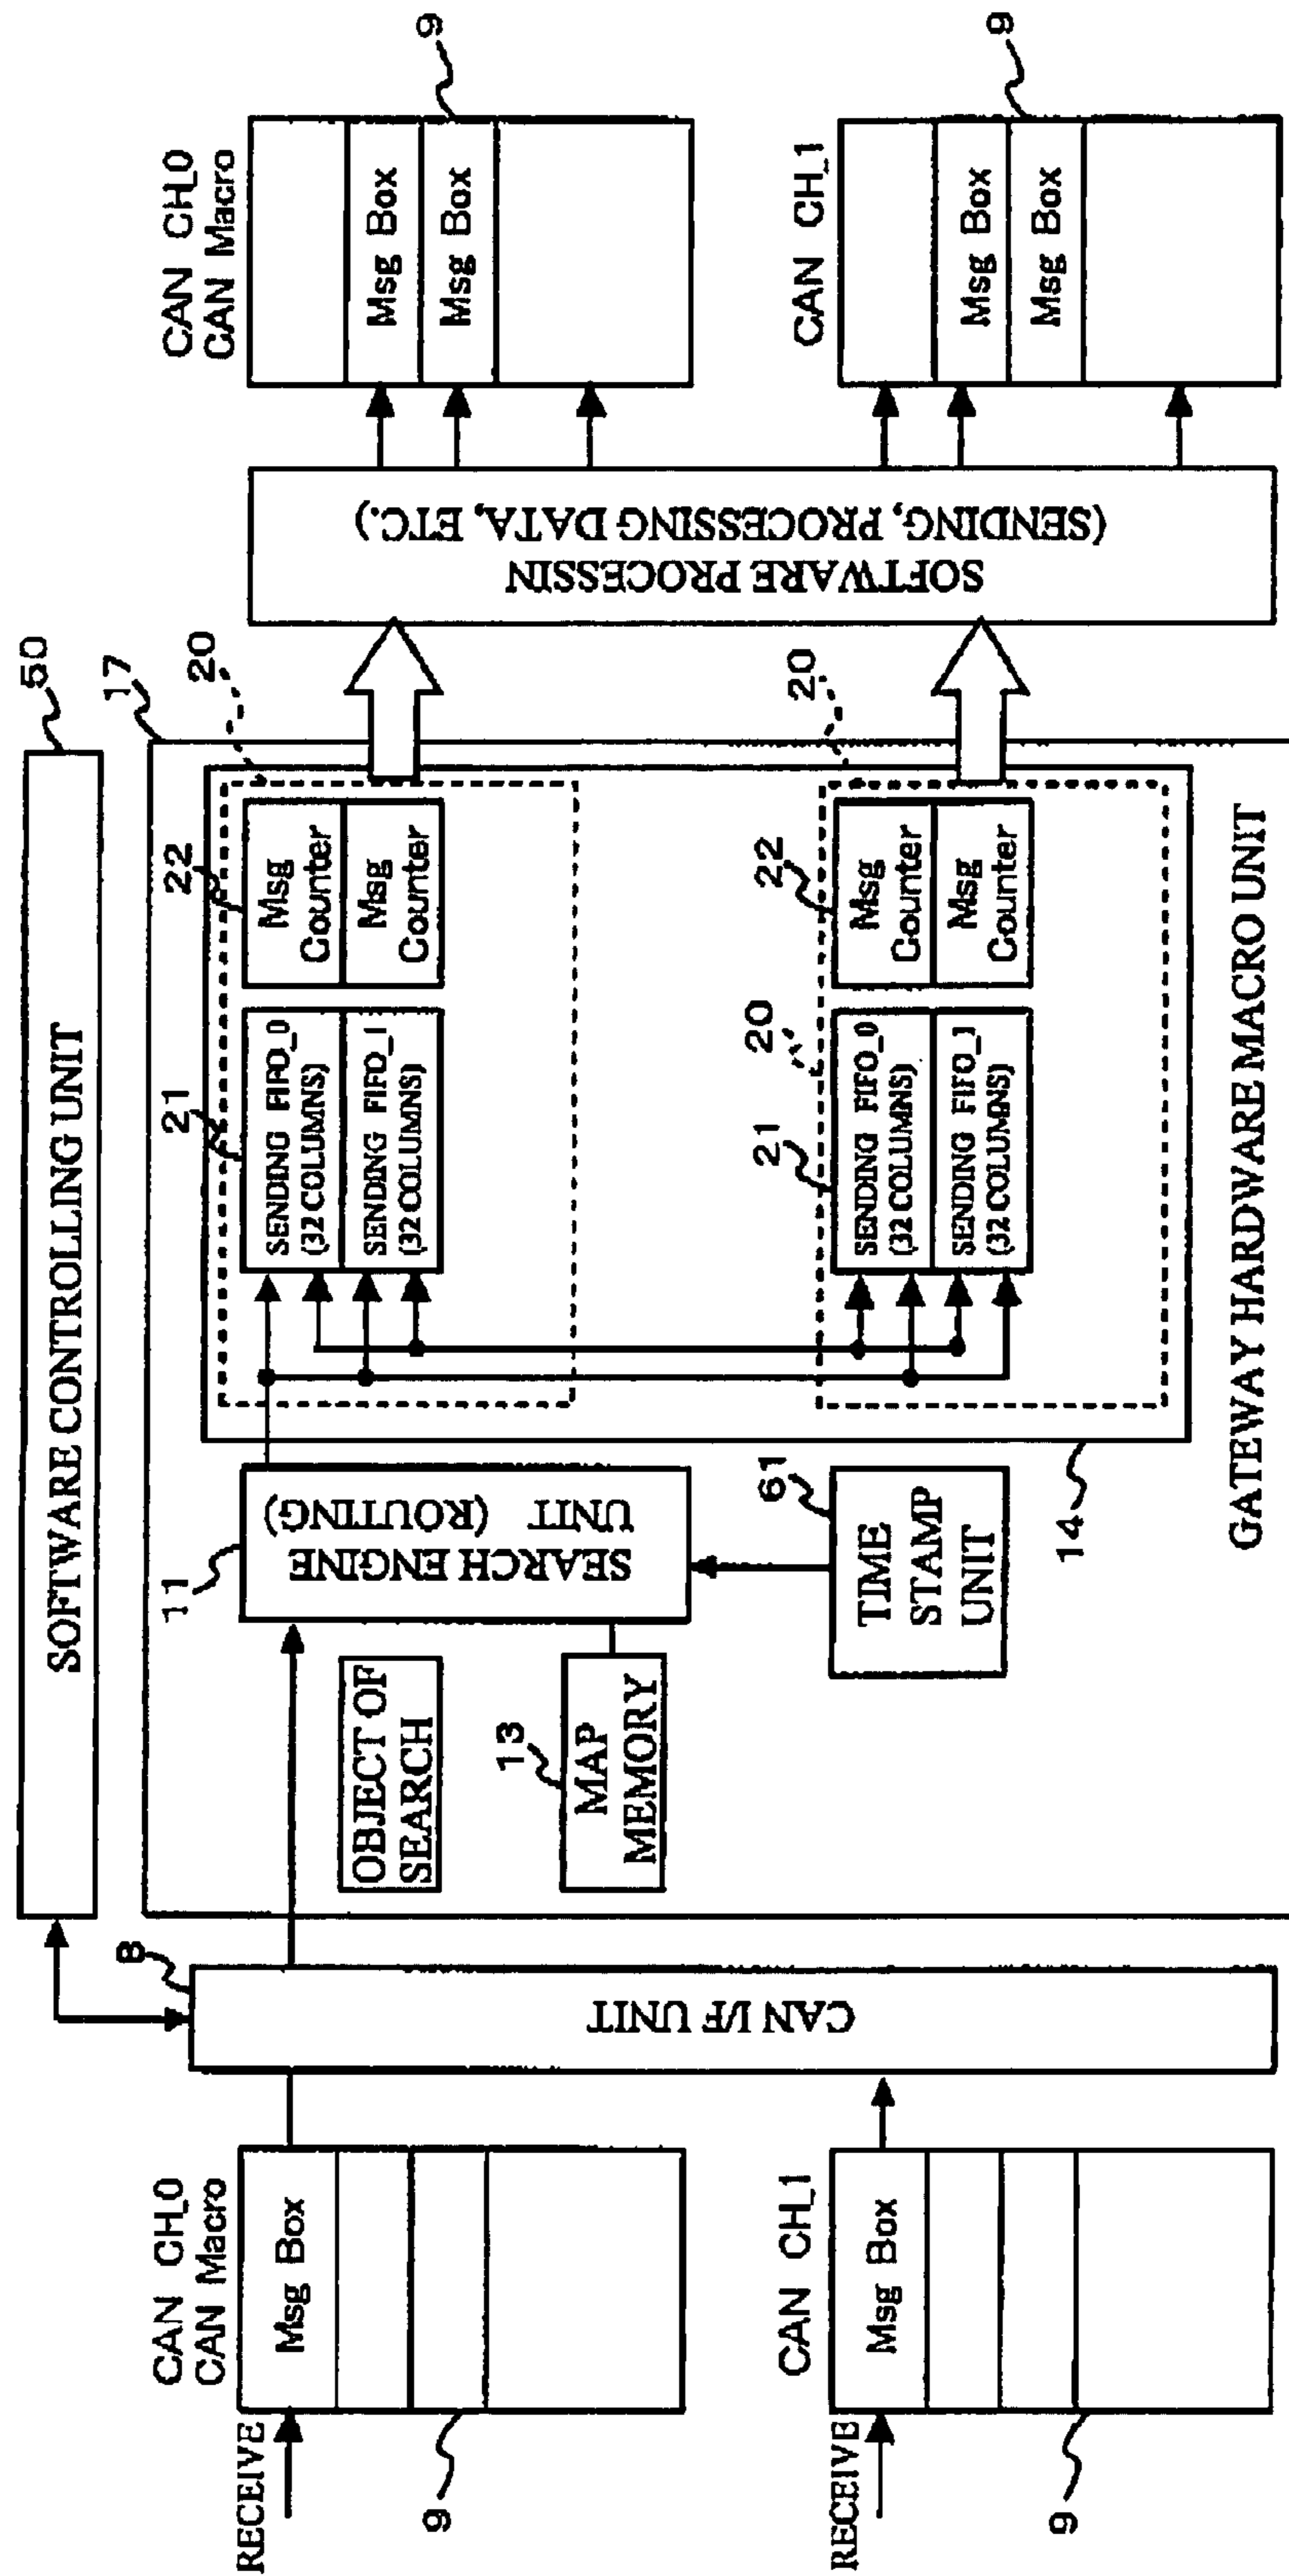 SOFTWARE CONTROLLING UNIT
50
17
8
CAN I/F UNIT
CAN CH_0
CAN Macro
RECEIVE
Msg Box
9
CAN CH_1
RECEIVE
Msg Box
9
OBJECT OF
SEARCH
13
MAP
MEMORY
11
SEARCH ENGINE
UNIT (ROUTING)
61
TIME
STAMP
UNIT
14
GATEWAY HARDWARE MACRO UNIT
20
21
SENDING FIFO_0
(32 COLUMNS)
SENDING FIFO_1
(32 COLUMNS)
22
Msg
Counter
Msg
Counter
20
20
21
SENDING FIFO_0
(32 COLUMNS)
SENDING FIFO_1
(32 COLUMNS)
22
Msg
Counter
Msg
Counter
SOFTWARE PROCESSIN
(SENDING, PROCESSING DATA, ETC.)
CAN CH_0
CAN Macro
Msg Box
Msg Box
9
CAN CH_1
Msg Box
Msg Box
9